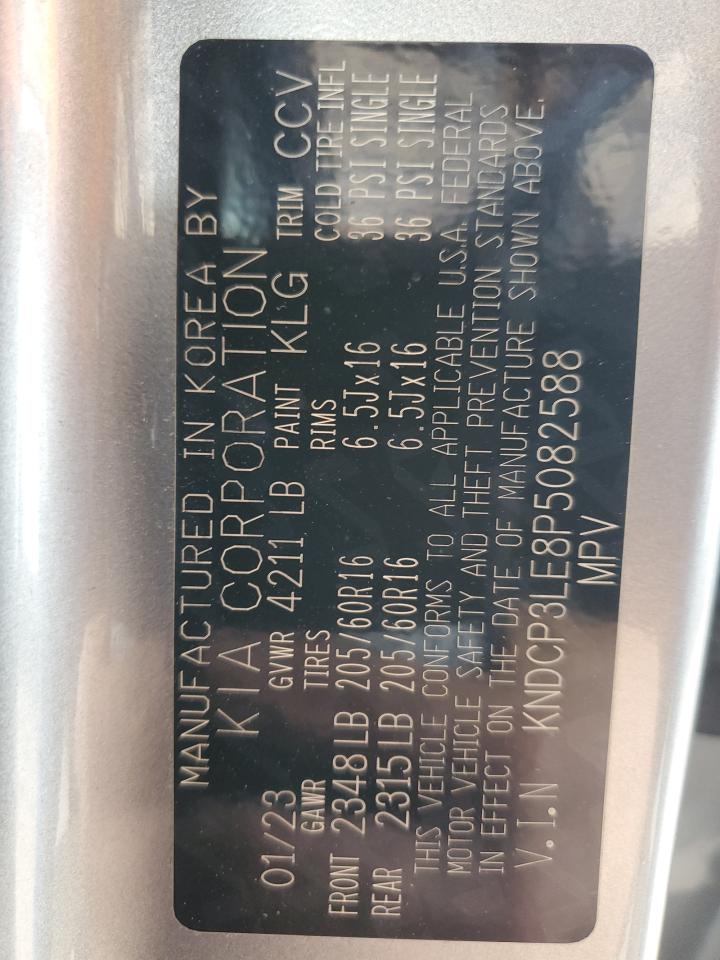 MANUFACTURED IN KOREA BY
KIA CORPORATION
01/23 GVWR 4211 LB PAINT KLG TRIM CCV
GAWR TIRES RIMS COLD TIRE INFL
FRONT 2348LB 205/60R16 6.5Jx16 36 PSI SINGLE
REAR 2315LB 205/60R16 6.5Jx16 36 PSI SINGLE
THIS VEHICLE CONFORMS TO ALL APPLICABLE U.S.A. FEDERAL
MOTOR VEHICLE SAFETY AND THEFT PREVENTION STANDARDS
IN EFFECT ON THE DATE OF MANUFACTURE SHOWN ABOVE.
V.I.N KNDCP3LE8P5082588
MPV